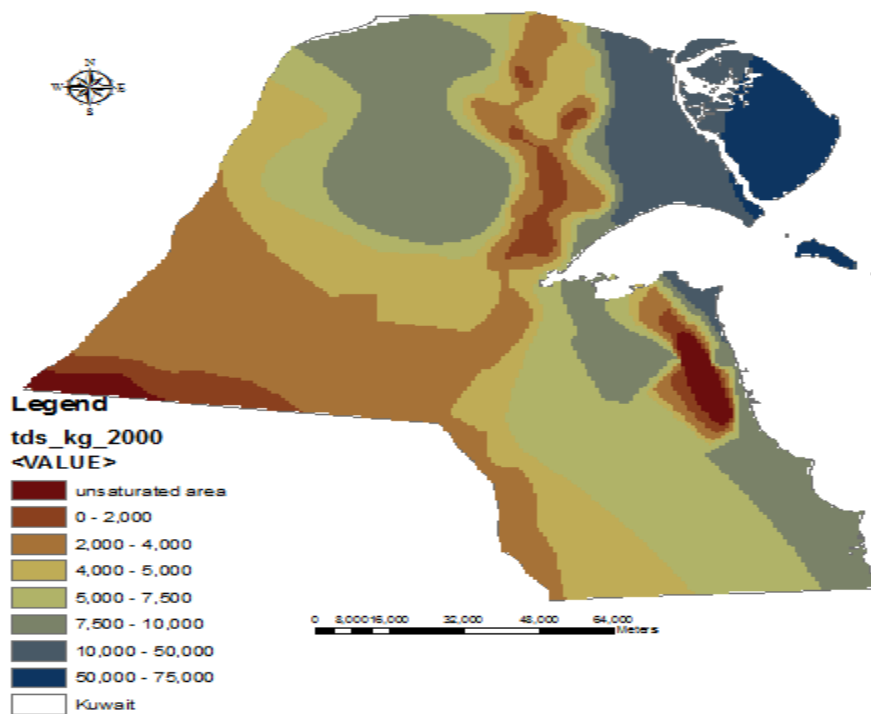 N
W E
S
Legend
tds_kg_2000
<VALUE>
unsaturated area
0 - 2,000
2,000 - 4,000
4,000 - 5,000
5,000 - 7,500
7,500 - 10,000
10,000 - 50,000
50,000 - 75,000
Kuwait
0 8,000 16,000 32,000 48,000 64,000
Meters